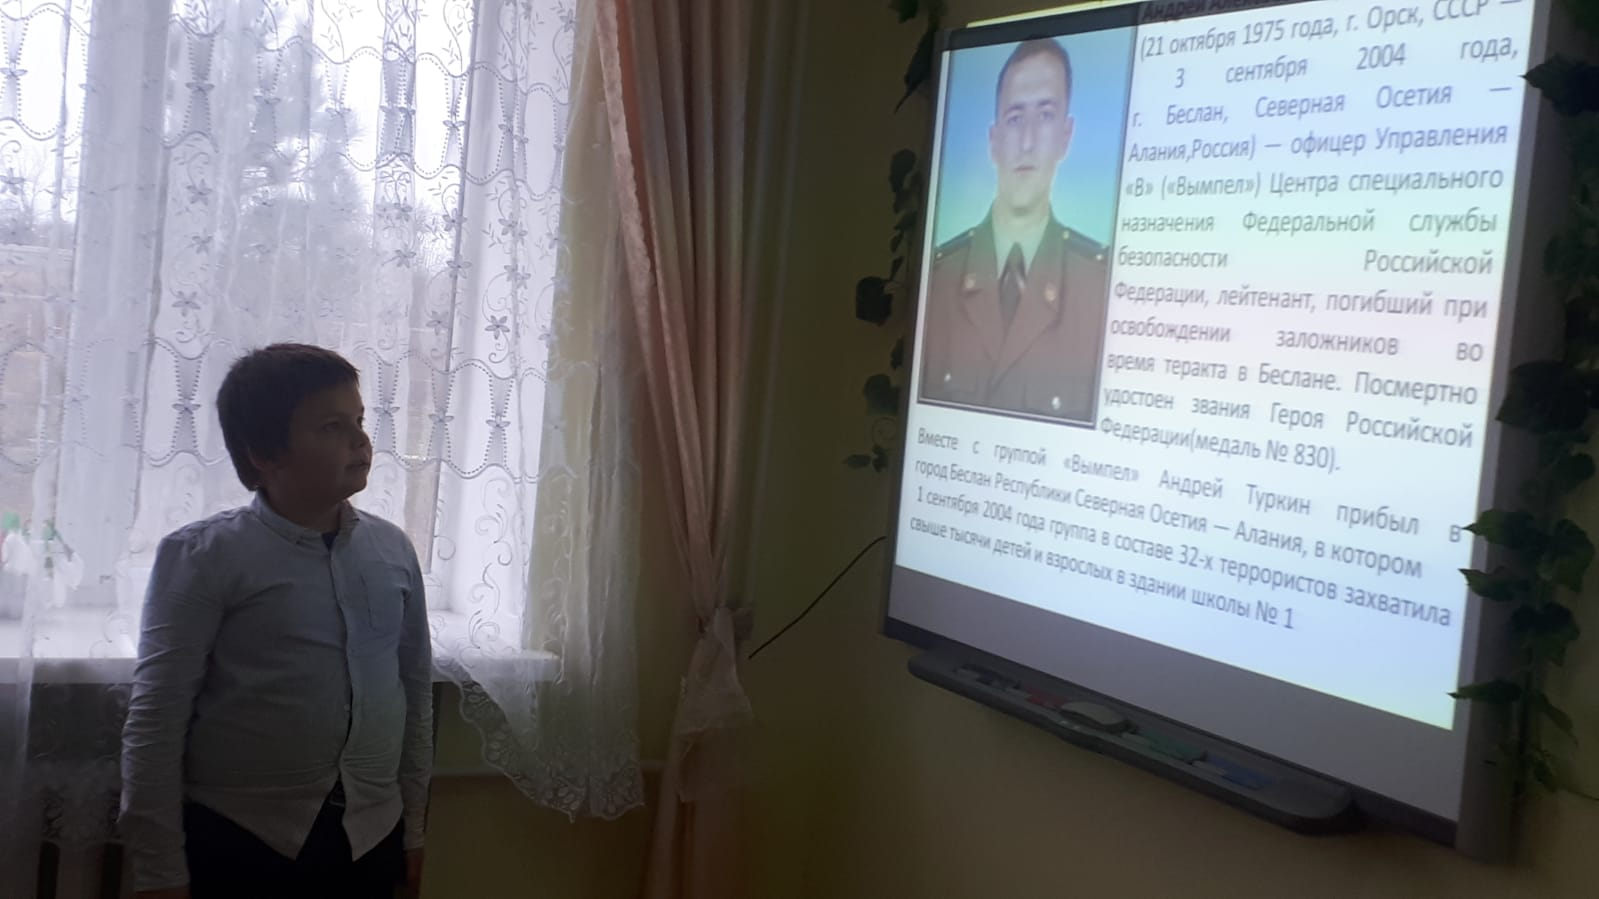 Андрей
(21 октября 1975 года, г. Орск, СССР —
3 сентября 2004 года,
г. Беслан, Северная Осетия —
Алания,Россия) — офицер Управления
«В» («Вымпел») Центра специального
назначения Федеральной службы
безопасности Российской
Федерации, лейтенант, погибший при
освобождении заложников во
время теракта в Беслане. Посмертно
удостоен звания Героя Российской
Федерации(медаль № 830).
Вместе с группой «Вымпел» Андрей Туркин прибыл в
город Беслан Республики Северная Осетия — Алания, в котором
1 сентября 2004 года группа в составе 32-х террористов захватила
свыше тысячи детей и взрослых в здании школы № 1